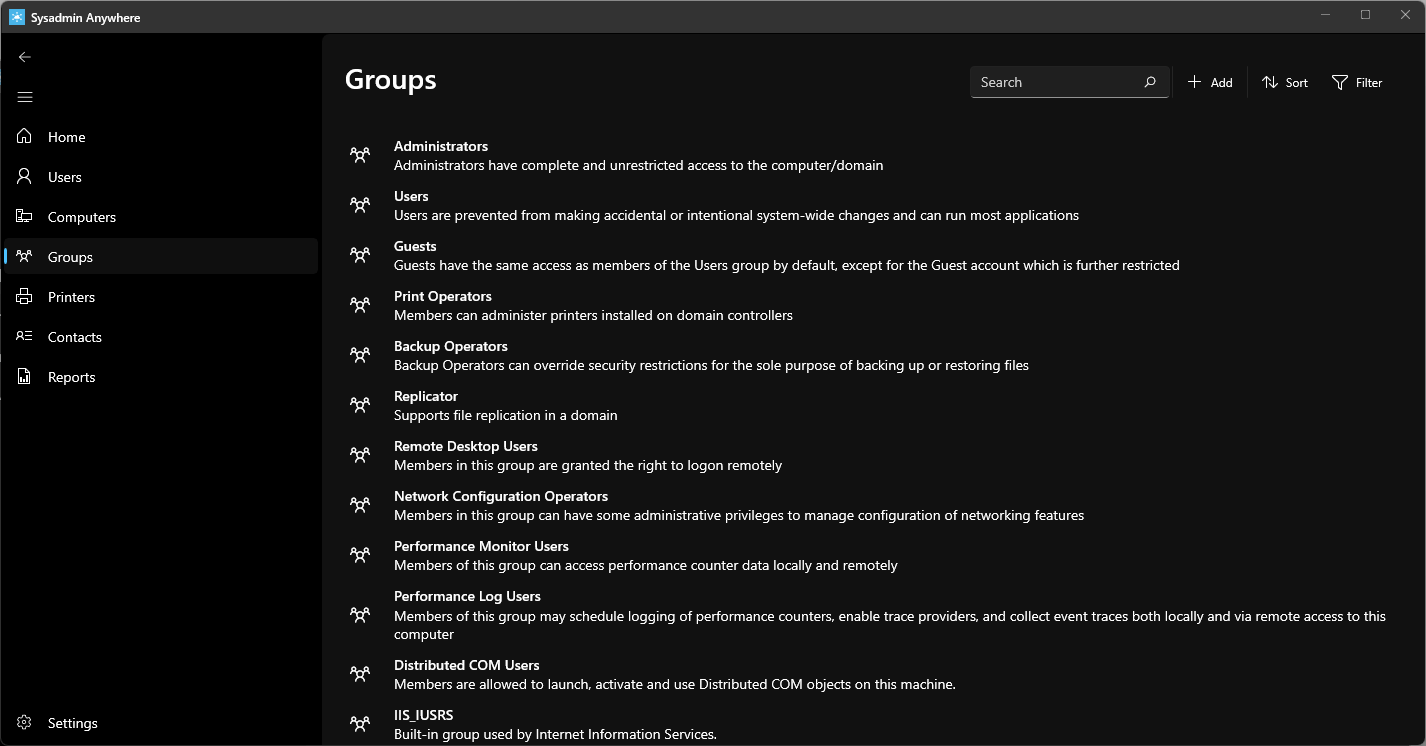 Sysadmin Anywhere
Home
Users
Computers
Groups
Printers
Contacts
Reports
Settings
Groups
Search
Add
Sort
Filter
Administrators
Administrators have complete and unrestricted access to the computer/domain
Users
Users are prevented from making accidental or intentional system-wide changes and can run most applications
Guests
Guests have the same access as members of the Users group by default, except for the Guest account which is further restricted
Print Operators
Members can administer printers installed on domain controllers
Backup Operators
Backup Operators can override security restrictions for the sole purpose of backing up or restoring files
Replicator
Supports file replication in a domain
Remote Desktop Users
Members in this group are granted the right to logon remotely
Network Configuration Operators
Members in this group can have some administrative privileges to manage configuration of networking features
Performance Monitor Users
Members of this group can access performance counter data locally and remotely
Performance Log Users
Members of this group may schedule logging of performance counters, enable trace providers, and collect event traces both locally and via remote access to this
computer
Distributed COM Users
Members are allowed to launch, activate and use Distributed COM objects on this machine.
IIS_IUSRS
Built-in group used by Internet Information Services.